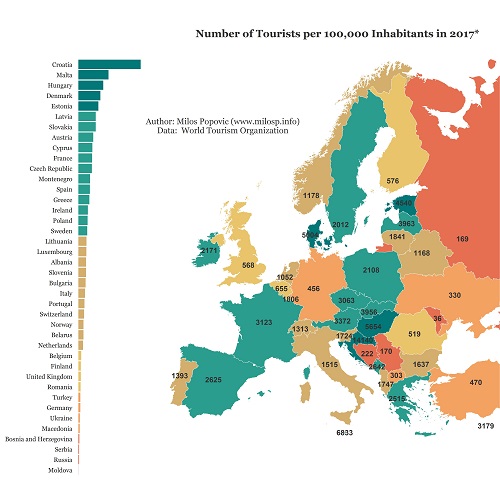 Number of Tourists per 100,000 Inhabitants in 2017*
Croatia
Malta
Hungary
Denmark
Estonia
Latvia
Slovakia
Austria
Cyprus
France
Czech Republic
Montenegro
Spain
Greece
Ireland
Poland
Sweden
Lithuania
Luxembourg
Albania
Slovenia
Bulgaria
Italy
Portugal
Switzerland
Norway
Belarus
Netherlands
Belgium
Finland
United Kingdom
Romania
Turkey
Germany
Ukraine
Macedonia
Bosnia and Herzegovina
Serbia
Russia
Moldova
Author: Milos Popovic (www.milosp.info)
Data: World Tourism Organization
576
1178
4540
3963
2012
5004
1841
169
2171
1168
568
2108
1052
655
456
1806
330
3063
3956
36
3123
3372
5654
1313
1724
519
222
170
1515
2642
1637
1393
2625
303
1747
470
2515
3179
6833